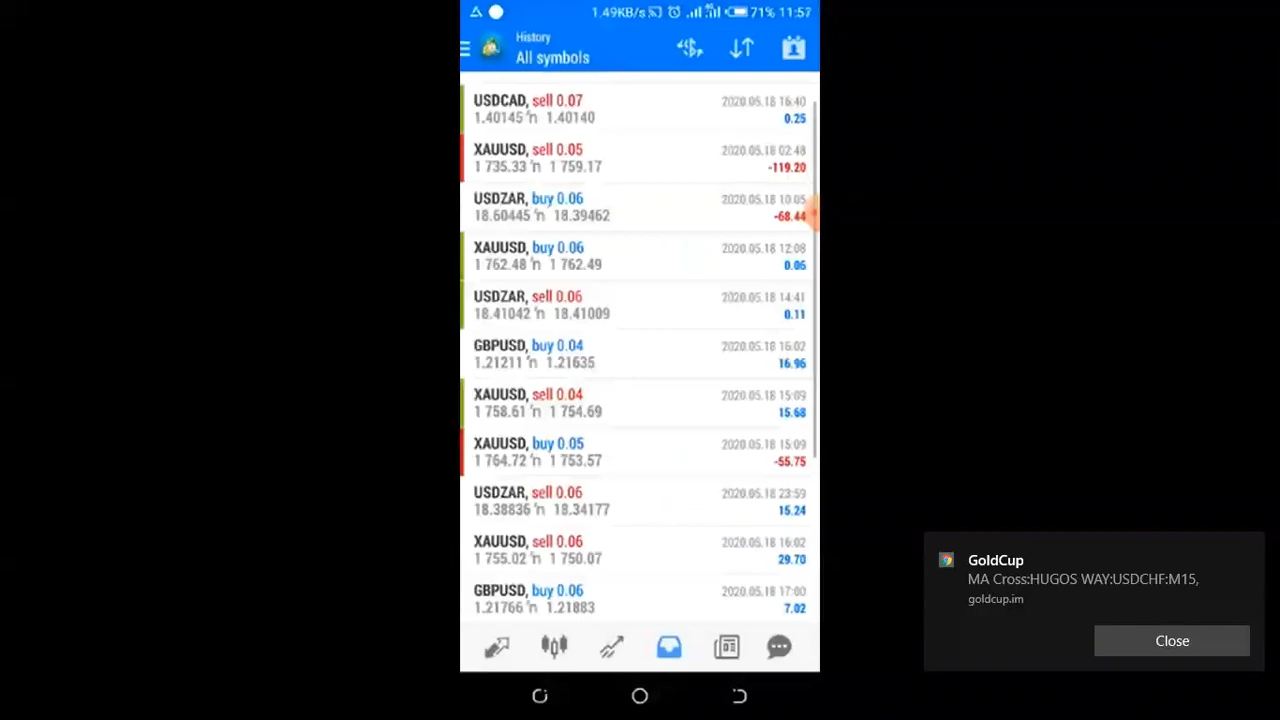 1.49KB/s 71% 11:57
History
All symbols
USDCAD, sell 0.07 2020.05.18 16:40
1.40145 1.40140 0.25
XAUUSD, sell 0.05 2020.05.18 02:48
1 735.33 1 759.17 -119.20
USDZAR, buy 0.06 2020.05.18 10:05
18.60445 18.39462 -68.44
XAUUSD, buy 0.06 2020.05.18 12:08
1 762.48 1 762.49 0.06
USDZAR, sell 0.06 2020.05.18 14:41
18.41042 18.41009 0.11
GBPUSD, buy 0.04 2020.05.18 16:02
1.21211 1.21635 16.96
XAUUSD, sell 0.04 2020.05.18 15:09
1 758.61 1 754.69 15.68
XAUUSD, buy 0.05 2020.05.18 15:09
1 764.72 1 753.57 -55.75
USDZAR, sell 0.06 2020.05.18 23:59
18.38836 18.34177 15.24
XAUUSD, sell 0.06 2020.05.18 16:02
1 755.02 1 750.07 29.70
GBPUSD, buy 0.06 2020.05.18 17:00
1.21766 1.21883 7.02
GoldCup
MA Cross:HUGOS WAY:USDCHF:M15,
goldcup.im
Close